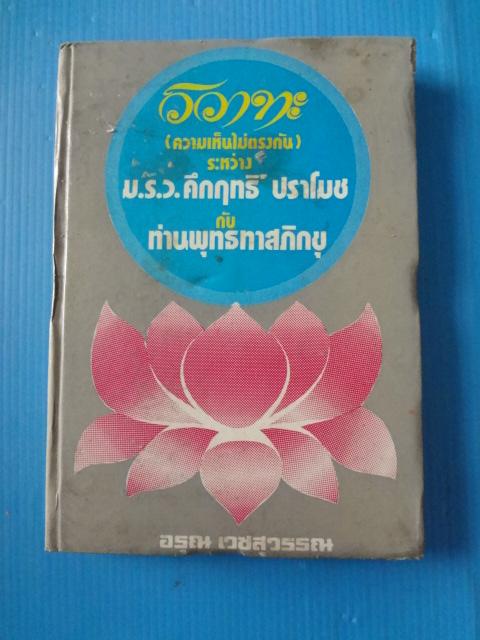 วิวาทะ
(ความเห็นไม่ตรงกัน)
ระหว่าง
ม.ร.ว. คึกฤทธิ์ ปราโมช
กับ
ท่านพุทธทาสภิกขุ
อรุณ เวชสุวรรณ